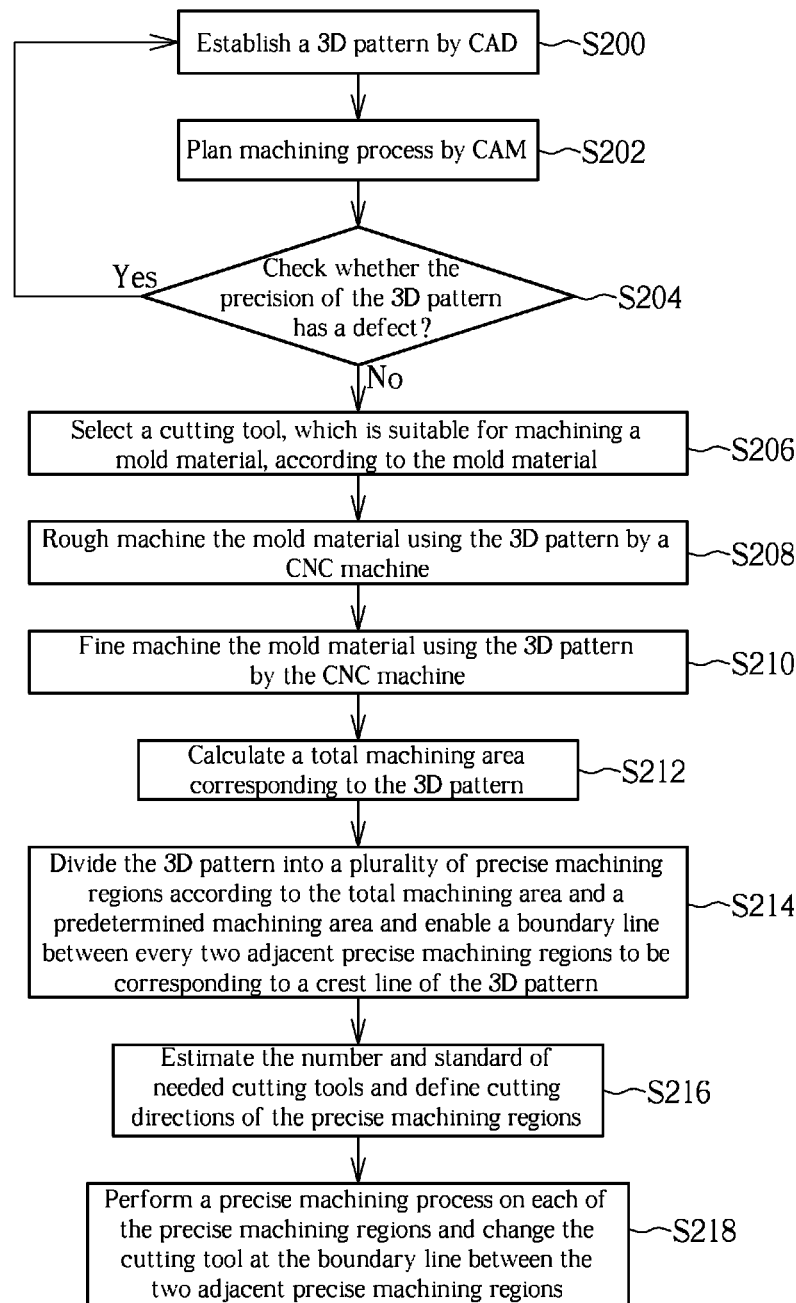 Establish a 3D pattern by CAD
S200
Plan machining process by CAM
S202
Yes
Check whether the
precision of the 3D pattern
has a defect?
S204
No
Select a cutting tool, which is suitable for machining a
mold material, according to the mold material
S206
Rough machine the mold material using the 3D pattern by a
CNC machine
S208
Fine machine the mold material using the 3D pattern
by the CNC machine
S210
Calculate a total machining area
corresponding to the 3D pattern
S212
Divide the 3D pattern into a plurality of precise machining
regions according to the total machining area and a
predetermined machining area and enable a boundary line
between every two adjacent precise machining regions to be
corresponding to a crest line of the 3D pattern
S214
Estimate the number and standard of
needed cutting tools and define cutting
directions of the precise machining regions
S216
Perform a precise machining process on each of
the precise machining regions and change the
cutting tool at the boundary line between the
two adjacent precise machining regions
S218